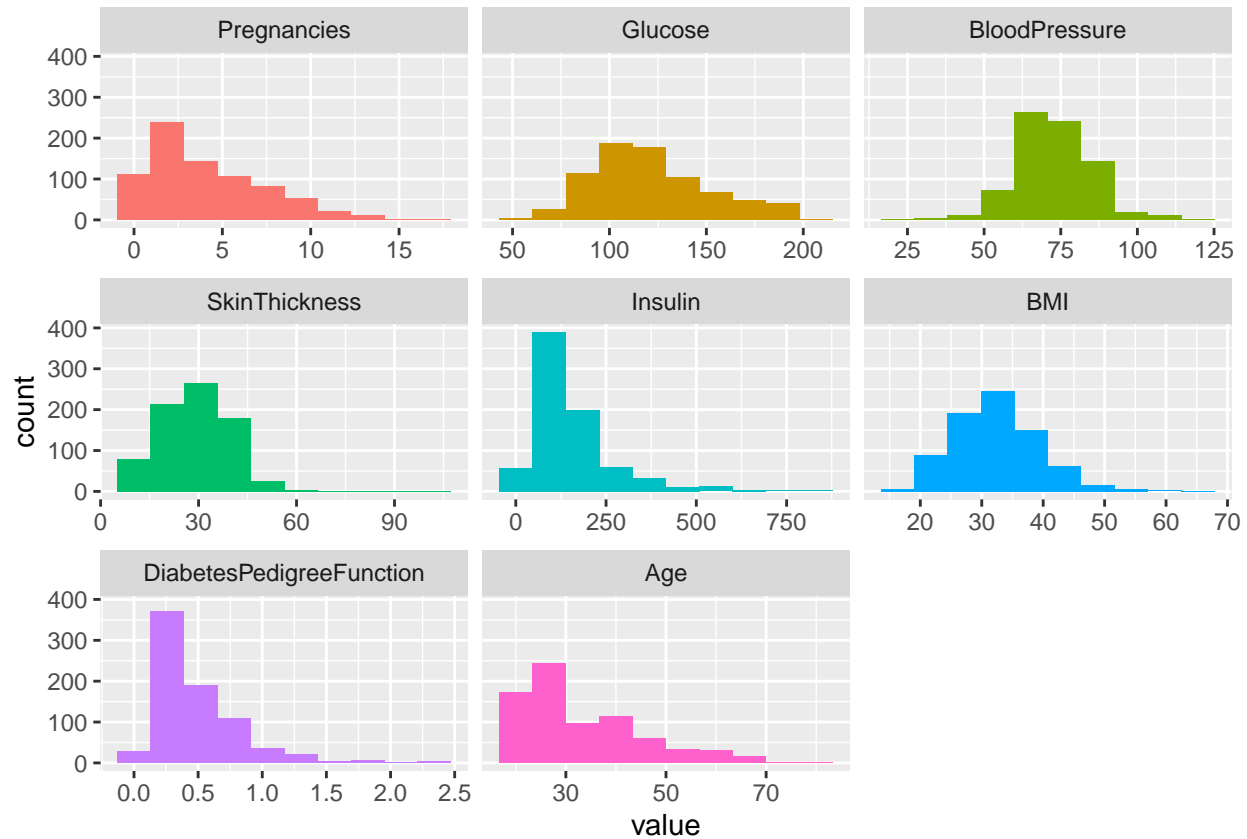 Pregnancies Glucose BloodPressure
400
300
200
100
0
0 5 10 15 50 100 150 200 25 50 75 100 125
SkinThickness Insulin BMI
400
300
200
100
0
0 30 60 90 0 250 500 750 20 30 40 50 60 70
DiabetesPedigreeFunction Age
400
300
200
100
0
0.0 0.5 1.0 1.5 2.0 2.5 30 50 70
count
value